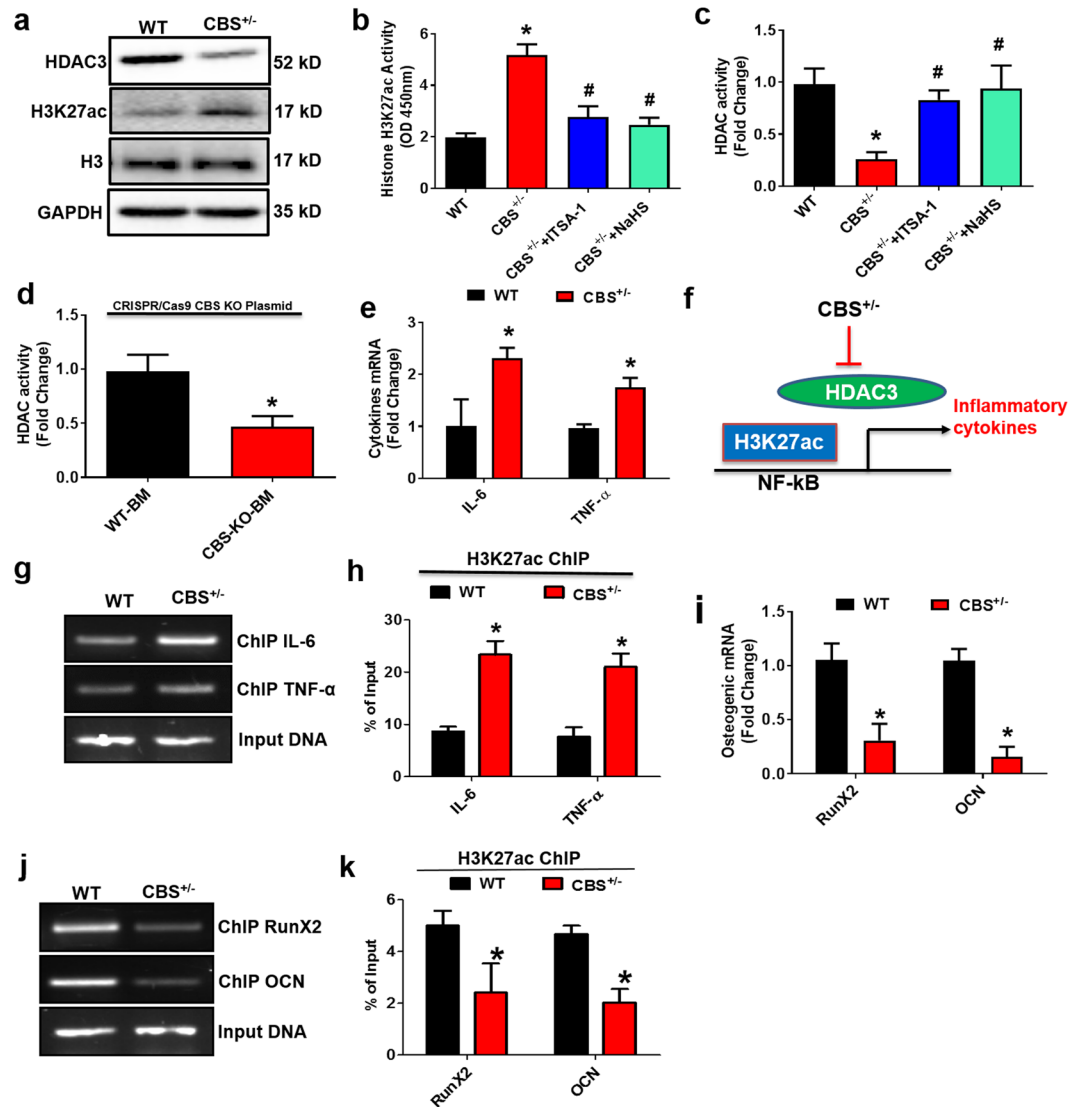 a
WT CBS+/-
HDAC3 52 kD
H3K27ac 17 kD
H3 17 kD
GAPDH 35 kD
b
Histone H3K27ac Activity
(OD 450nm)
6
4
2
0
*
#
#
WT
CBS+/-
CBS+/-+ITSA-1
CBS+/-+NaHS
c
HDAC activity
(Fold Change)
1.5
1.0
0.5
0.0
*
#
#
WT
CBS+/-
CBS+/-+ITSA-1
CBS+/-+NaHS
d
CRISPR/Cas9 CBS KO Plasmid
HDAC activity
(Fold Change)
1.5
1.0
0.5
0.0
*
WT-BM
CBS-KO-BM
e
WT CBS+/-
Cytokines mRNA
(Fold Change)
3
2
1
0
*
*
IL-6
TNF-α
f
CBS+/-
HDAC3
Inflammatory
cytokines
H3K27ac
NF-kB
g
WT CBS+/-
ChIP IL-6
ChIP TNF-α
Input DNA
h
H3K27ac ChIP
WT CBS+/-
% of Input
30
20
10
0
*
*
IL-6
TNF-α
i
WT CBS+/-
Osteogenic mRNA
(Fold Change)
1.5
1.0
0.5
0.0
*
*
RunX2
OCN
j
WT CBS+/-
ChIP RunX2
ChIP OCN
Input DNA
k
H3K27ac ChIP
WT CBS+/-
% of Input
6
4
2
0
*
*
RunX2
OCN